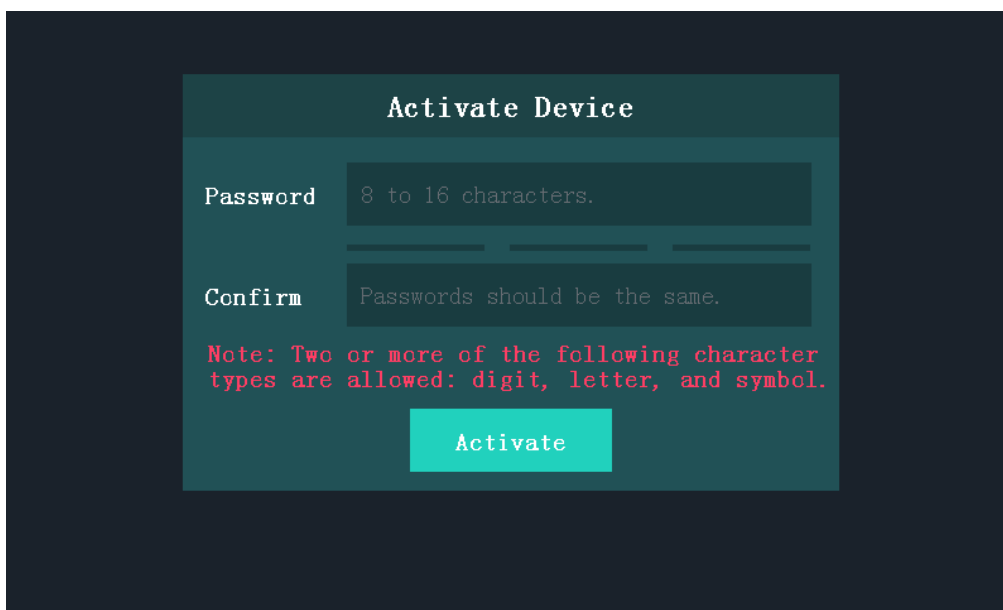 Activate Device
Password
8 to 16 characters.
Confirm
Passwords should be the same.
Note: Two or more of the following character
types are allowed: digit, letter, and symbol.
Activate